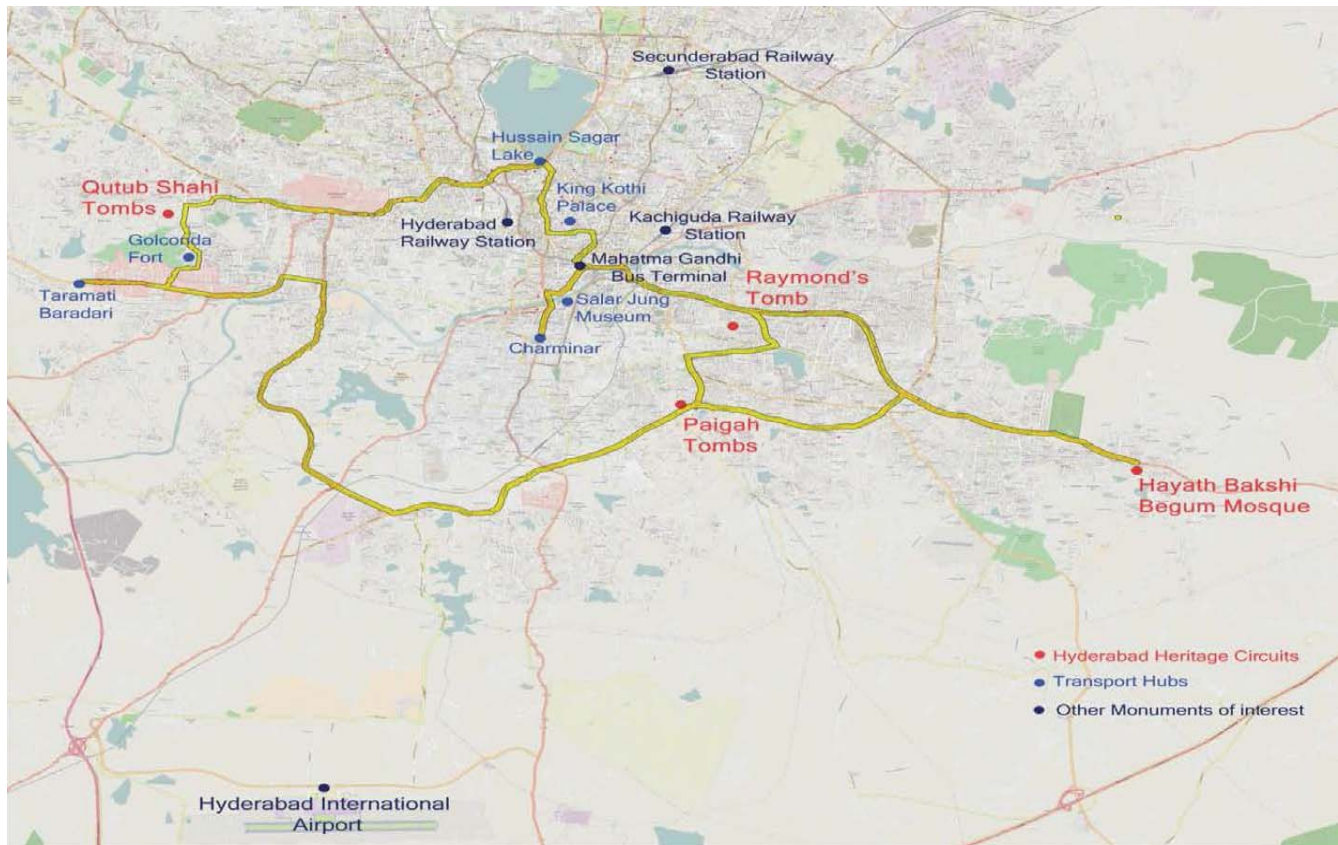 Secunderabad Railway
Station
Hussain Sagar
Lake
Qutub Shahi
Tombs
King Kothi
Palace
Hyderabad
Railway Station
Kachiguda Railway
Station
Golconda
Fort
Mahatma Gandhi
Bus Terminal
Raymond's
Tomb
Taramati
Baradari
Salar Jung
Museum
Charminar
Paigah
Tombs
Hayath Bakshi
Begum Mosque
Hyderabad Heritage Circuits
Transport Hubs
Other Monuments of interest
Hyderabad International
Airport